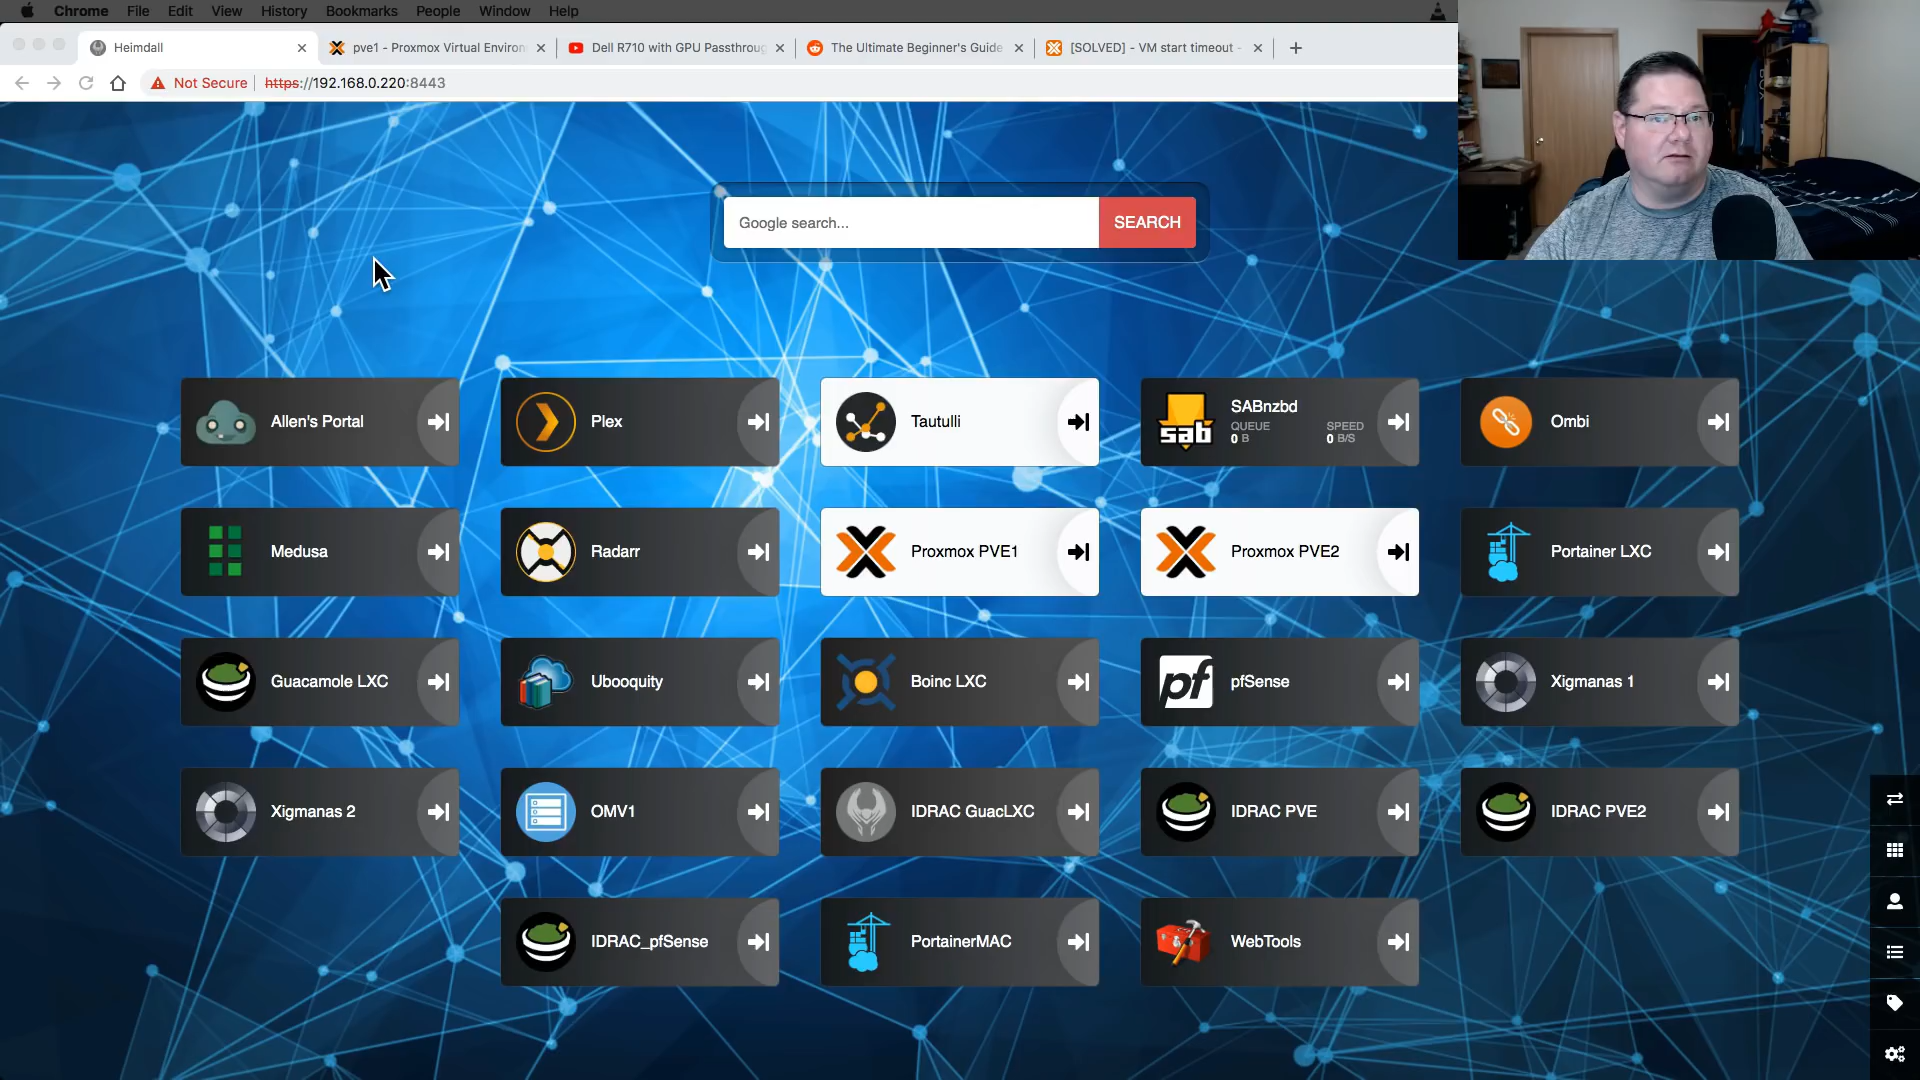 Chrome File Edit View History Bookmarks People Window Help
Heimdall
pve1 - Proxmox Virtual Environ
Dell R710 with GPU Passthroug
The Ultimate Beginner's Guide
[SOLVED] - VM start timeout -
Not Secure
https://192.168.0.220:8443
Google search...
SEARCH
Allen's Portal
Plex
Tautulli
SABnzbd
QUEUE SPEED
0 B 0 B/S
sab
Ombi
Medusa
Radarr
Proxmox PVE1
Proxmox PVE2
Portainer LXC
Guacamole LXC
Ubooquity
Boinc LXC
pf
pfSense
Xigmanas 1
Xigmanas 2
OMV1
IDRAC GuacLXC
IDRAC PVE
IDRAC PVE2
IDRAC_pfSense
PortainerMAC
WebTools